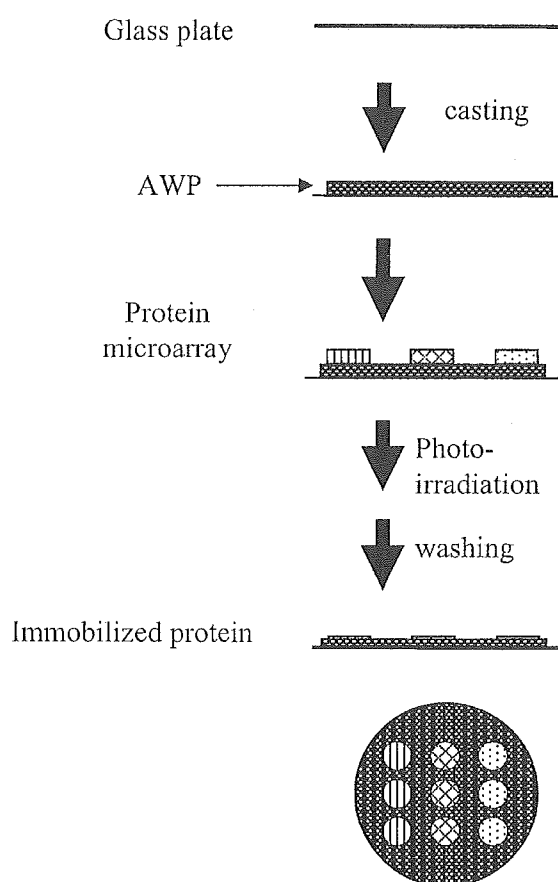 Glass plate
casting
AWP
Protein
microarray
Photo-
irradiation
washing
Immobilized protein